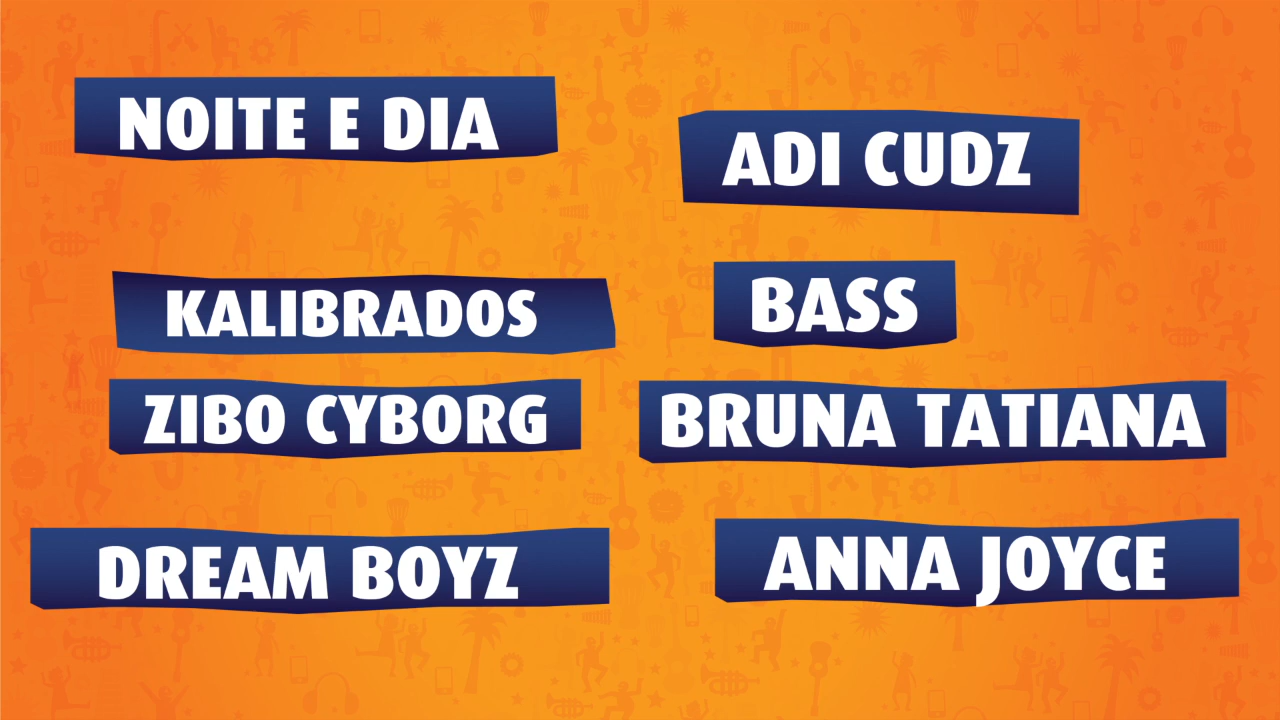 NOITE E DIA
ADI CUDZ
KALIBRADOS
BASS
ZIBO CYBORG
BRUNA TATIANA
DREAM BOYZ
ANNA JOYCE